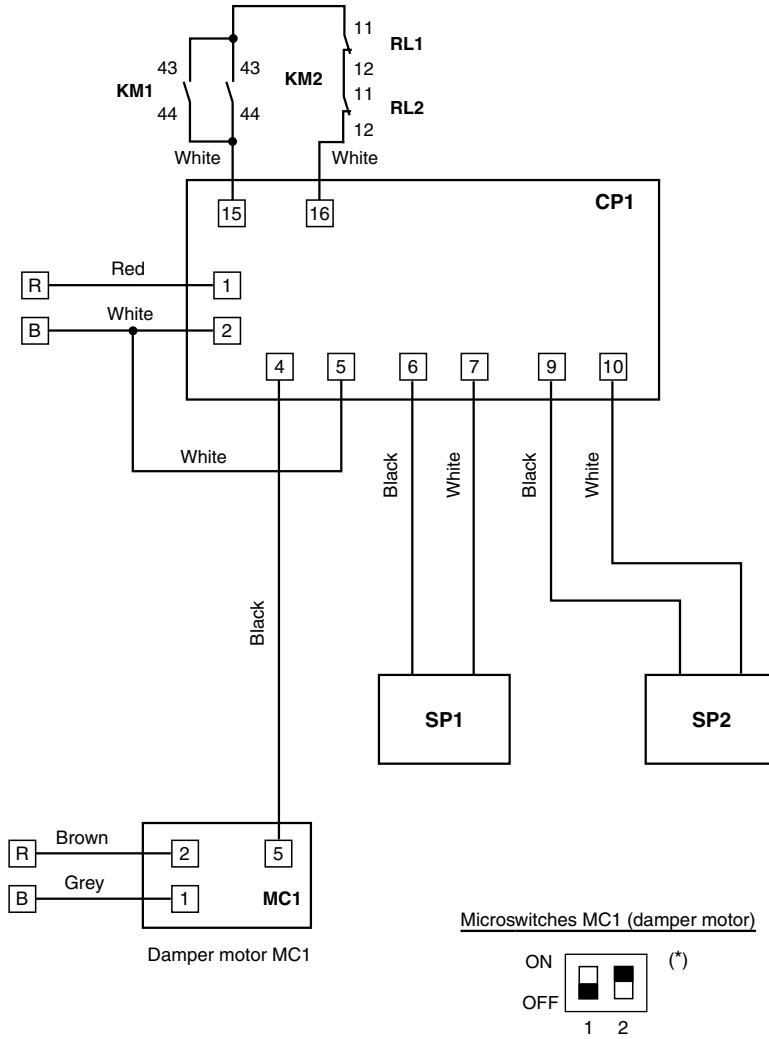 11
RL1
43
43
12
KM1
KM2
11
44
44
RL2
12
White
White
15
16
CP1
R
Red
1
B
White
2
4
5
6
7
9
10
White
Black
White
Black
White
Black
SP1
SP2
R
Brown
2
5
B
Grey
1
MC1
Damper motor MC1
Microswitches MC1 (damper motor)
ON
(*)
OFF
1 2